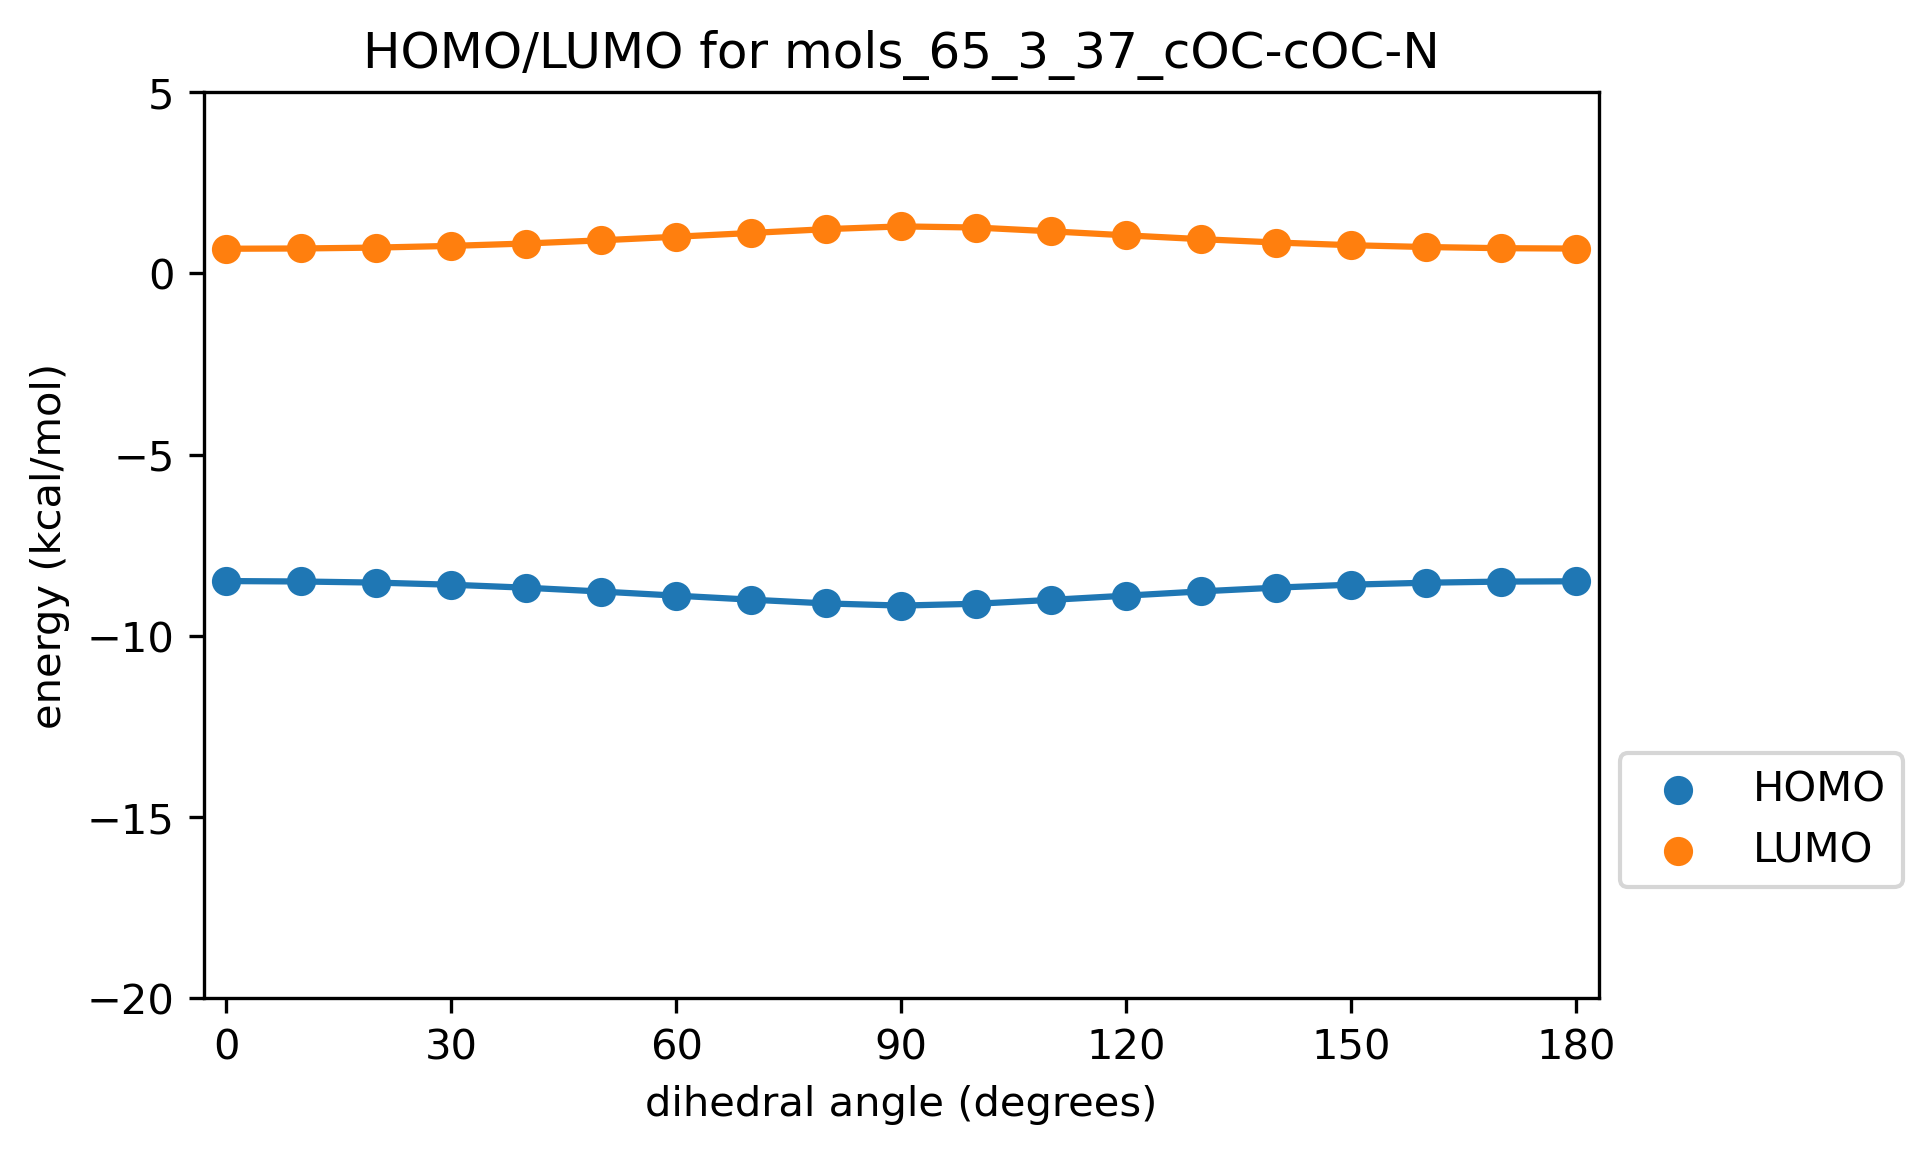 HOMO/LUMO for mols_65_3_37_cOC-cOC-N
5
0
−5
−10
−15
−20
energy (kcal/mol)
0 30 60 90 120 150 180
dihedral angle (degrees)
HOMO
LUMO